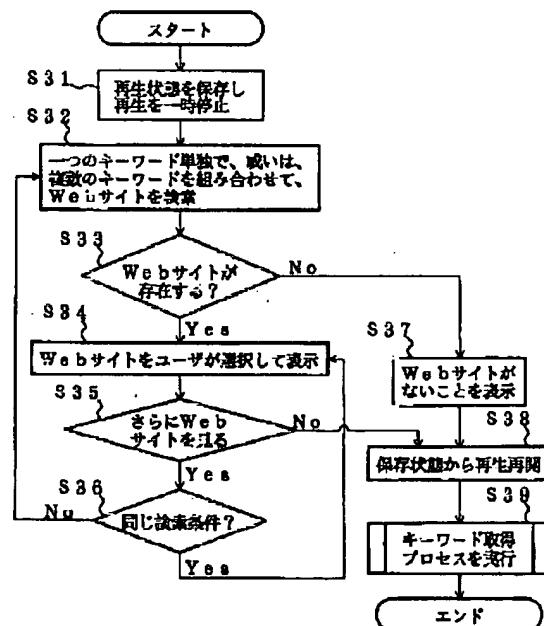 スタート
S31
再生状態を保存し
再生を一時停止
S32
一つのキーワード単独で、或いは、
複数のキーワードを組み合わせて、
Webサイトを検索
S33
Webサイトが
存在する？
No
Yes
S34
Webサイトをユーザが選択して表示
S37
Webサイトが
ないことを表示
S35
さらにWeb
サイトを見る
No
Yes
S38
保存状態から再生再開
S36
同じ検索条件？
No
Yes
S39
キーワード取得
プロセスを実行
エンド